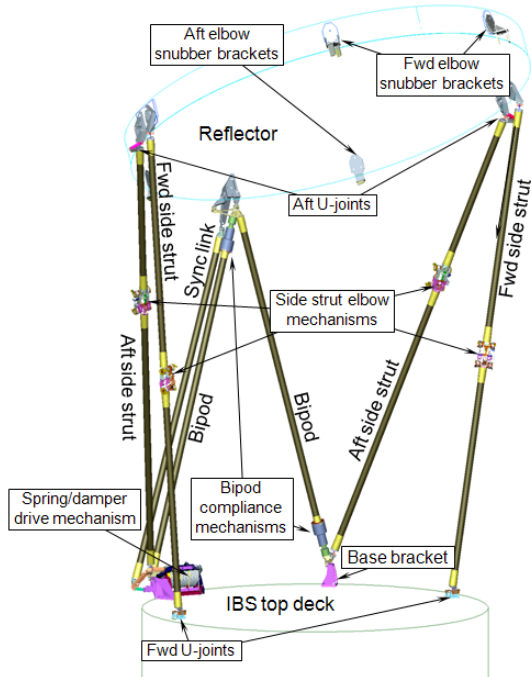 Aft elbow
snubber brackets
Fwd elbow
snubber brackets
Reflector
Aft U-joints
Fwd side strut
Sync link
Fwd side strut
Side strut elbow
mechanisms
Aft side strut
Bipod
Bipod
Aft side strut
Spring/damper
drive mechanism
Bipod
compliance
mechanisms
Base bracket
IBS top deck
Fwd U-joints